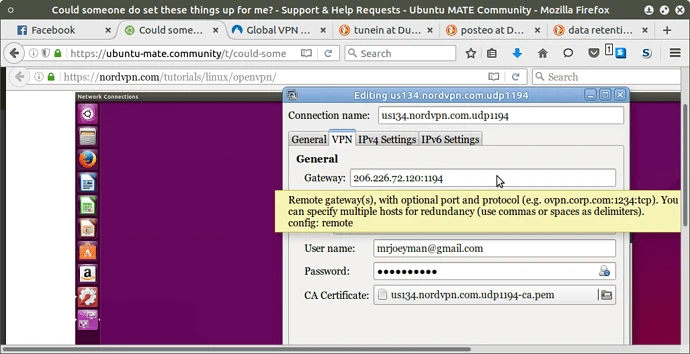 Could someone do set these things up for me? - Support & Help Requests - Ubuntu MATE Community - Mozilla Firefox
Facebook
Could some…
Global VPN …
tunein at Du…
posteo at D…
data retenti…
https://ubuntu-mate.community/t/could-some
Search
1
https://nordvpn.com/tutorials/linux/openvpn/
Search
Network Connections
Editing us134.nordvpn.com.udp1194
Connection name: us134.nordvpn.com.udp1194
General VPN IPv4 Settings IPv6 Settings
General
Gateway: 206.226.72.120:1194
Remote gateway(s), with optional port and protocol (e.g. ovpn.corp.com:1234:tcp). You
can specify multiple hosts for redundancy (use commas or spaces as delimiters).
config: remote
User name: mrjoeyman@gmail.com
Password: ●●●●●●●●●●
CA Certificate: us134.nordvpn.com.udp1194-ca.pem